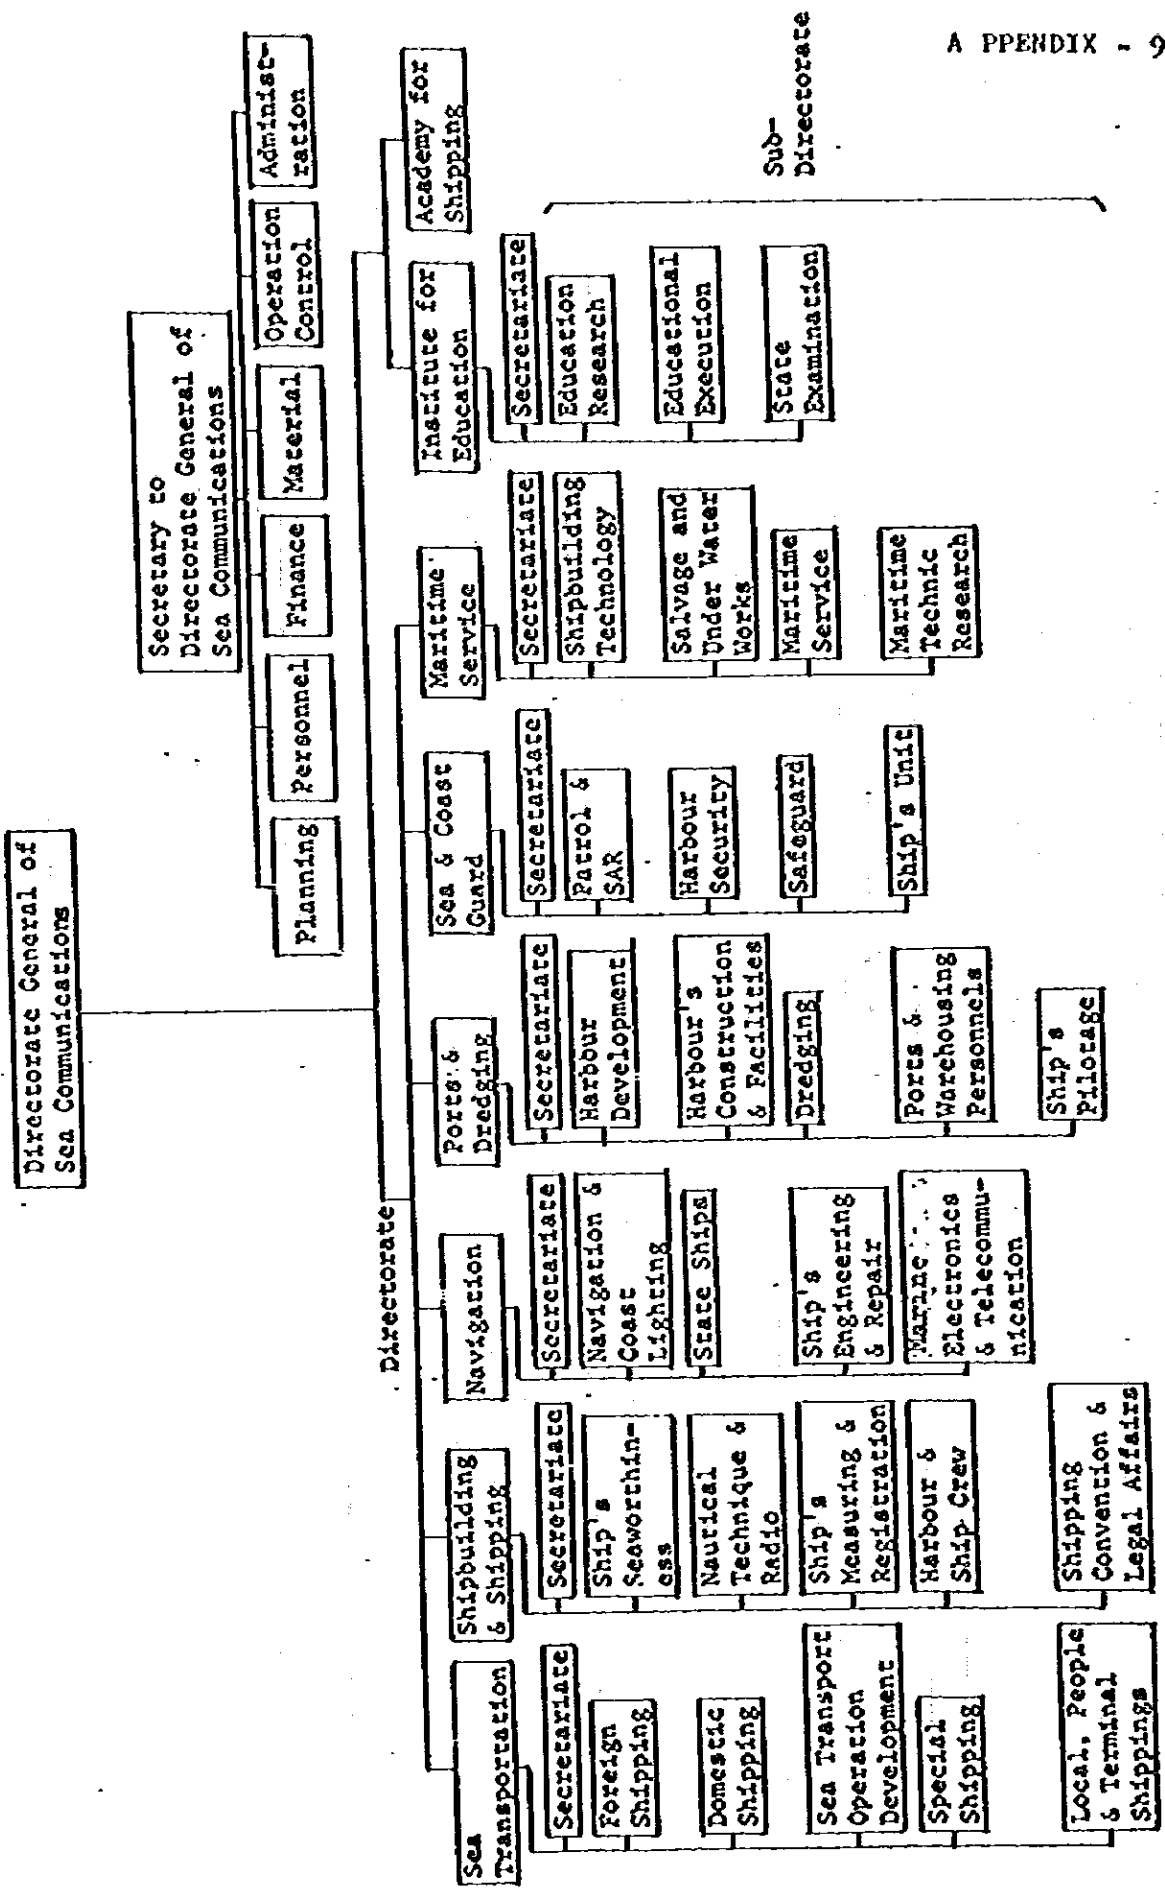 A PPENDIX - 9
Directorate General of
Sea Communications
Secretary to
Directorate General of
Sea Communications
Planning
Personnel
Finance
Material
Operation
Control
Administ-
ration
Directorate
Sea
Transportation
Shipbuilding
& Shipping
Navigation
Ports &
Dredging
Sea & Coast
Guard
Maritime
Service
Institute for
Education
Academy for
Shipping
Secretariate
Foreign
Shipping
Domestic
Shipping
Sea Transport
Operation
Development
Special
Shipping
Local, People
& Terminal
Shippings
Secretariate
Ship's
Seaworthin-
ess
Nautical
Technique &
Radio
Ship's
Measuring &
Registration
Harbour &
Ship Crew
Shipping
Convention &
Legal Affairs
Secretariate
Navigation &
Coast
Lighting
State Ships
Ship's
Engineering
& Repair
Marine
Electronics
& Telecommu-
nication
Secretariate
Harbour
Development
Harbour's
Construction
& Facilities
Dredging
Ports &
Warehousing
Personnels
Ship's
Pilotage
Secretariate
Patrol &
SAR
Harbour
Security
Safeguard
Ship's Unit
Secretariate
Shipbuilding
Technology
Salvage and
Under Water
Works
Maritime
Service
Maritime
Technic
Research
Secretariate
Education
Research
Educational
Execution
State
Examination
Sub-
Directorate